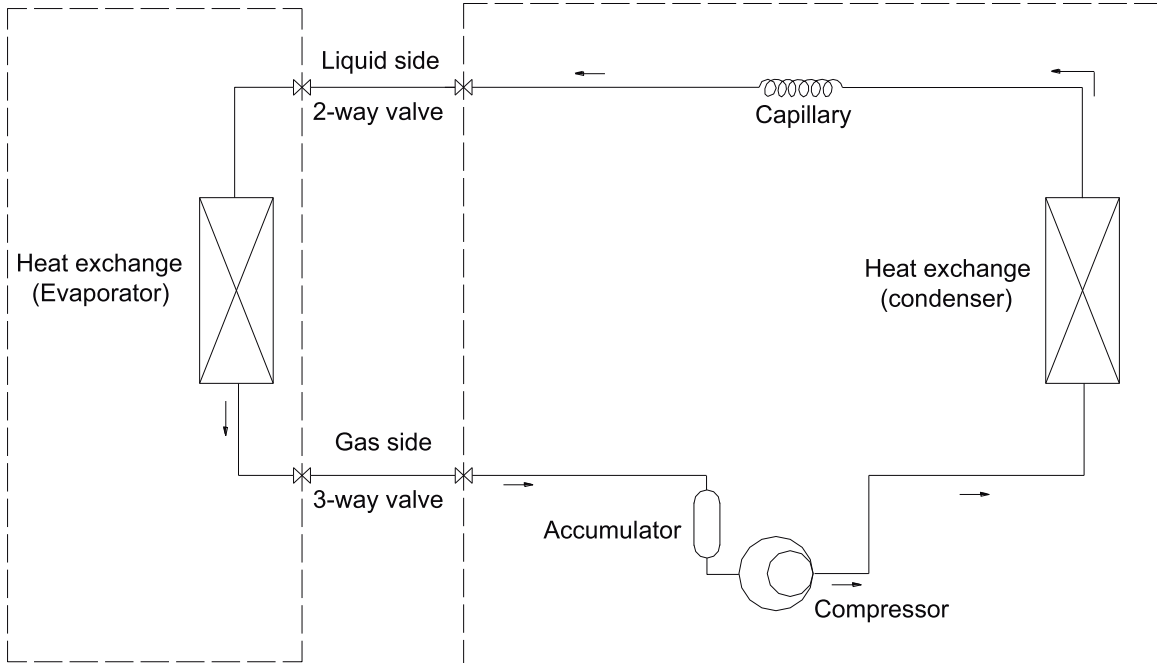 Liquid side
2-way valve
Capillary
Heat exchange
(Evaporator)
Heat exchange
(condenser)
Gas side
3-way valve
Accumulator
Compressor